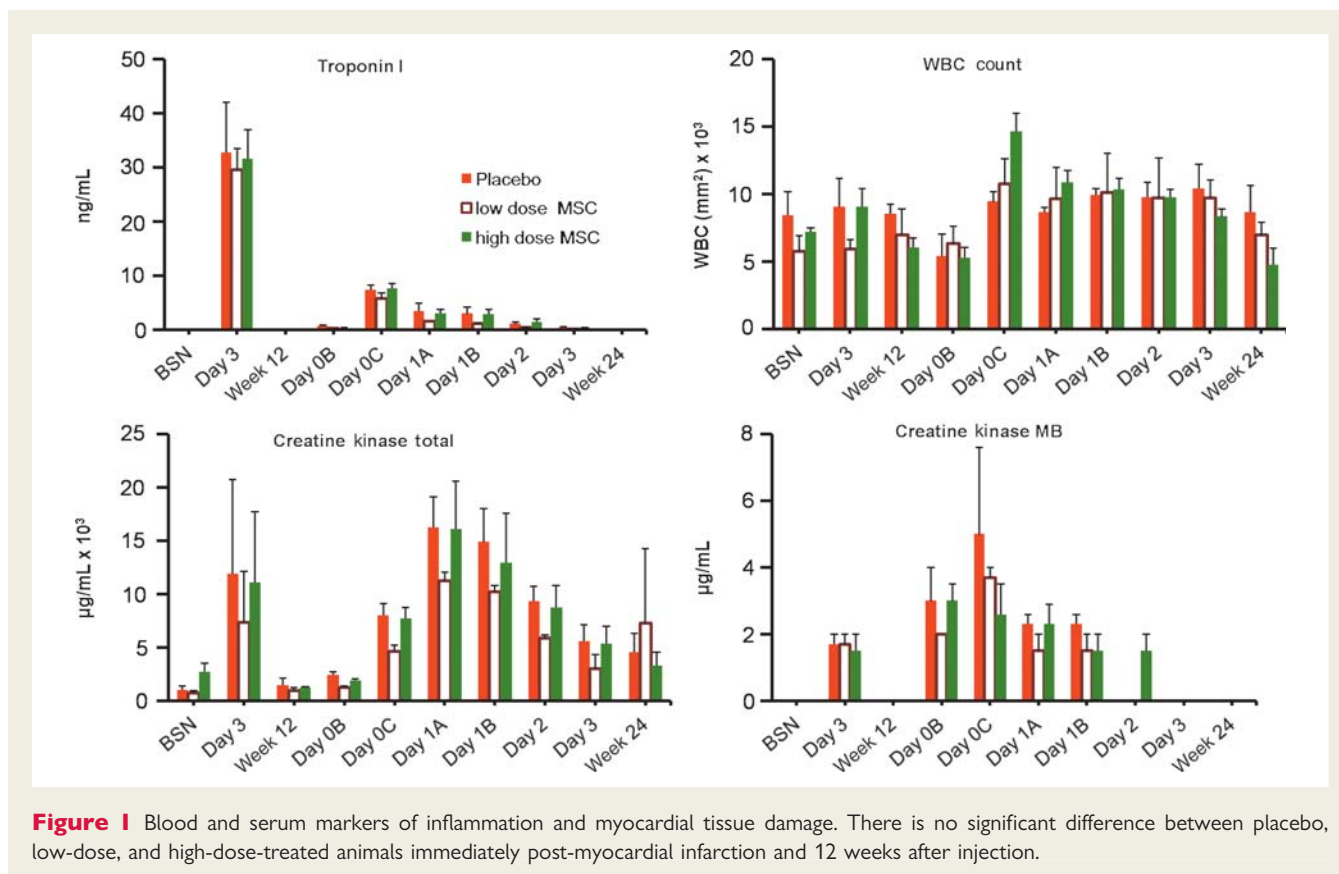 Troponin I
ng/mL
50
40
30
20
10
0
Placebo
low dose MSC
high dose MSC
BSN
Day 3
Week 12
Day 0B
Day 0C
Day 1A
Day 1B
Day 2
Day 3
Week 24
WBC count
WBC (mm²) x 10³
20
15
10
5
0
BSN
Day 3
Week 12
Day 0B
Day 0C
Day 1A
Day 1B
Day 2
Day 3
Week 24
Creatine kinase total
µg/mL x 10³
25
20
15
10
5
0
BSN
Day 3
Week 12
Day 0B
Day 0C
Day 1A
Day 1B
Day 2
Day 3
Week 24
Creatine kinase MB
µg/mL
8
6
4
2
0
BSN
Day 3
Week 12
Day 0B
Day 0C
Day 1A
Day 1B
Day 2
Day 3
Week 24
Figure 1 Blood and serum markers of inflammation and myocardial tissue damage. There is no significant difference between placebo,
low-dose, and high-dose-treated animals immediately post-myocardial infarction and 12 weeks after injection.